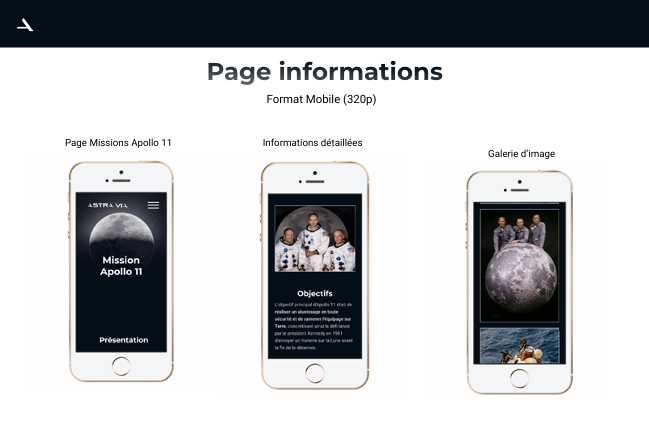 Page informations
Format Mobile (320p)
Page Missions Apollo 11
Informations détaillées
Galerie d'image
ASTRA VIA
Mission
Apollo 11
Présentation
Objectifs
L'objectif principal d'Apollo 11 était de
réaliser un alunissage en toute
sécurité et de ramener l'équipage sur
Terre, concrétisant ainsi le défi lancé
par le président Kennedy en 1961
d'envoyer un homme sur la Lune avant
la fin de la décennie.